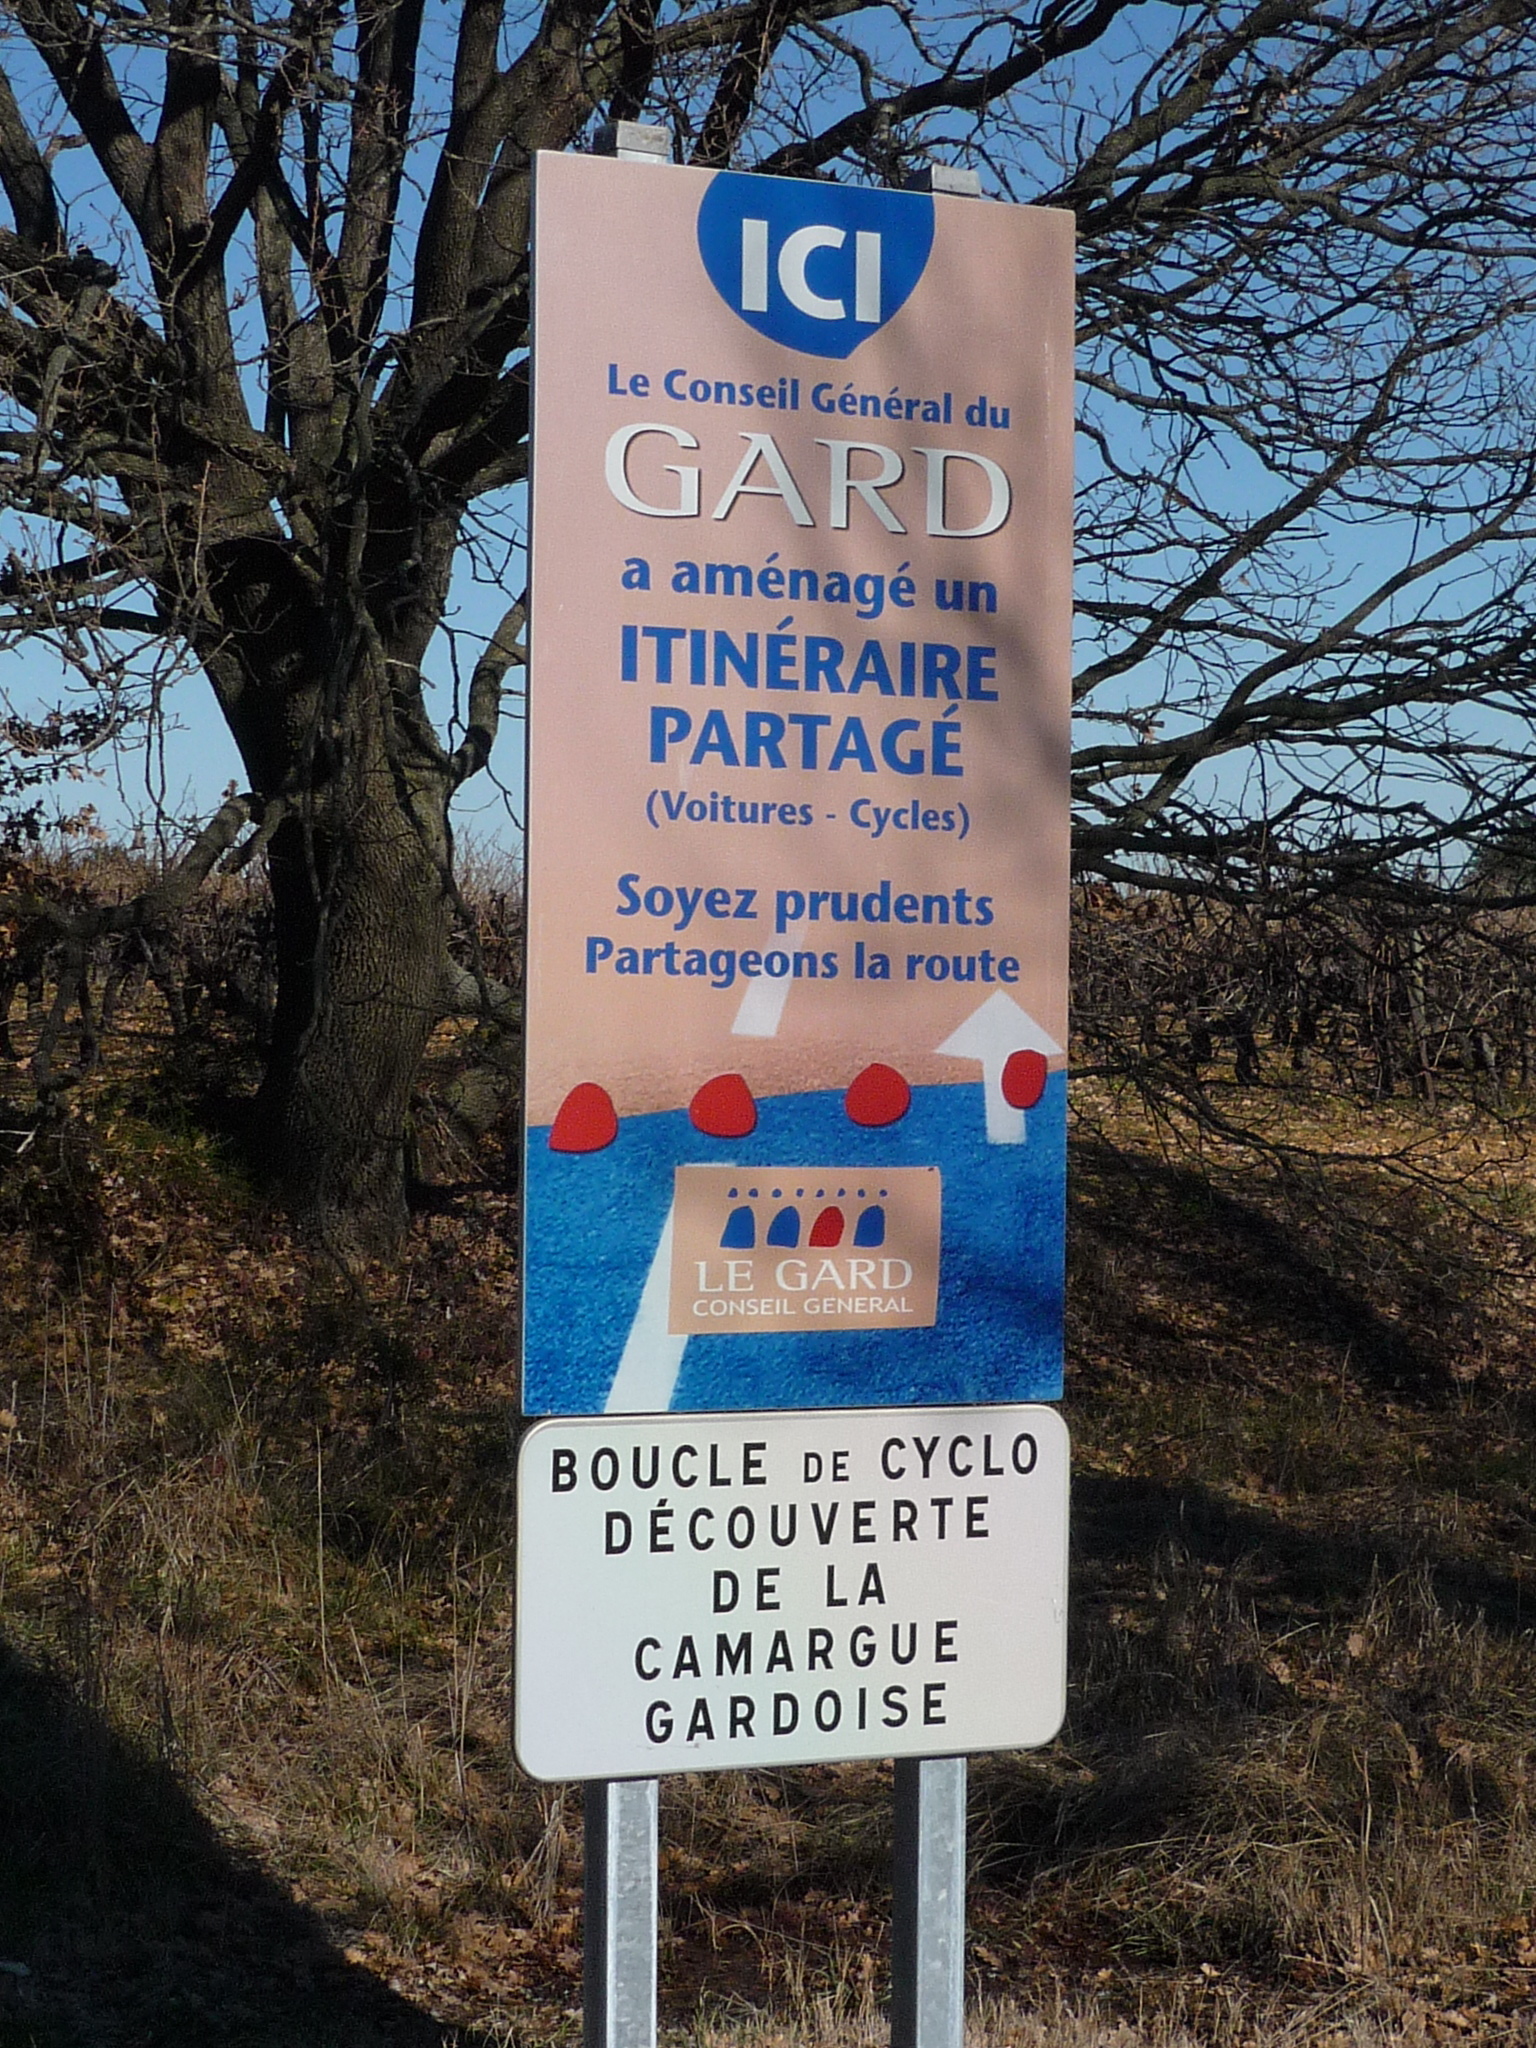 ICI
Le Conseil Général du
GARD
a aménagé un
ITINÉRAIRE
PARTAGÉ
(Voitures - Cycles)
Soyez prudents
Partageons la route
LE GARD
CONSEIL GENERAL
BOUCLE DE CYCLO
DÉCOUVERTE
DE LA
CAMARGUE
GARDOISE